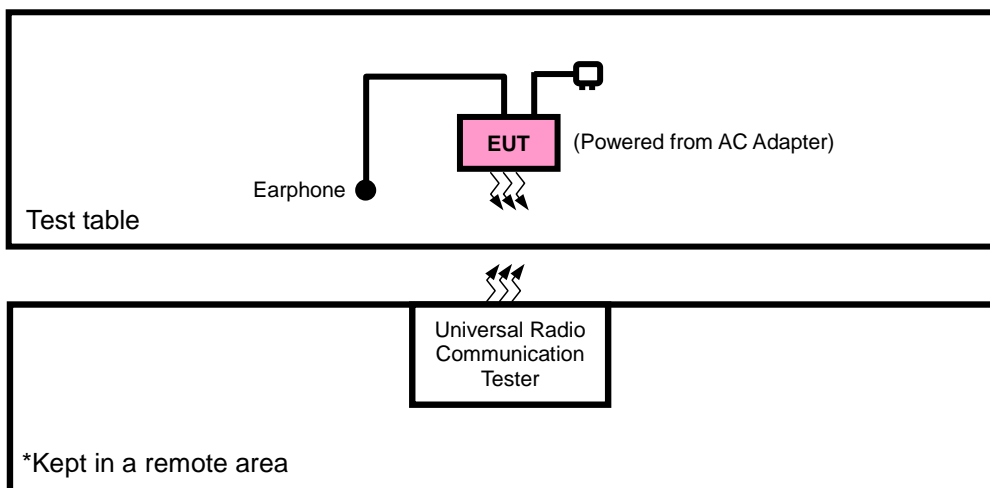 EUT
(Powered from AC Adapter)
Earphone
Test table
Universal Radio
Communication
Tester
*Kept in a remote area